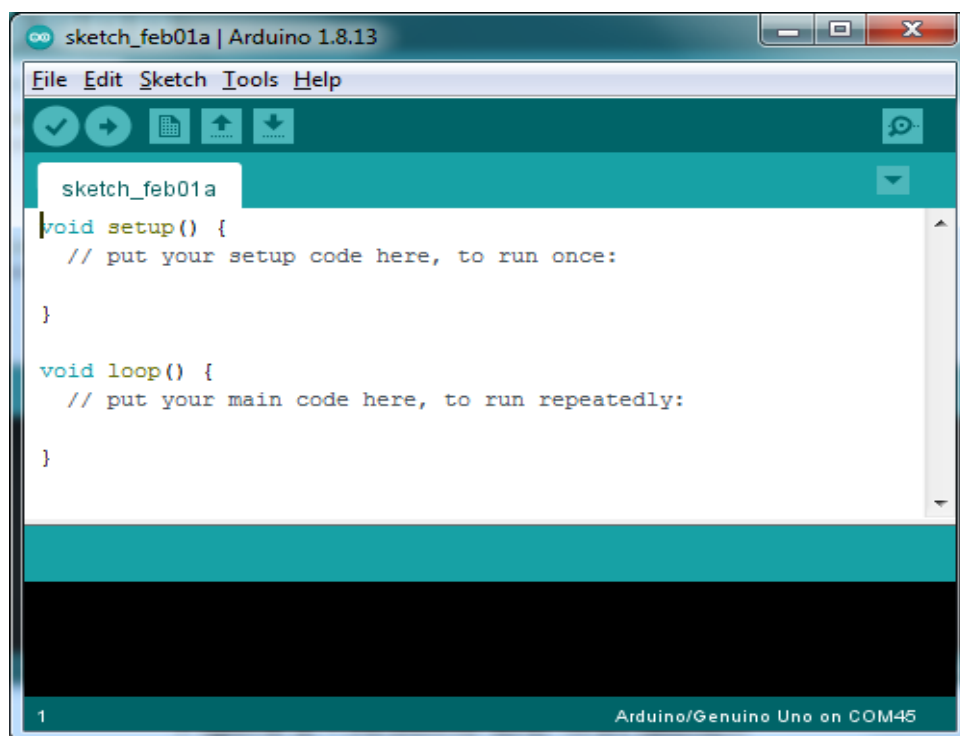 sketch_feb01a | Arduino 1.8.13
File Edit Sketch Tools Help
sketch_feb01a
void setup() {
  // put your setup code here, to run once:
}
void loop() {
  // put your main code here, to run repeatedly:
}
1 Arduino/Genuino Uno on COM45